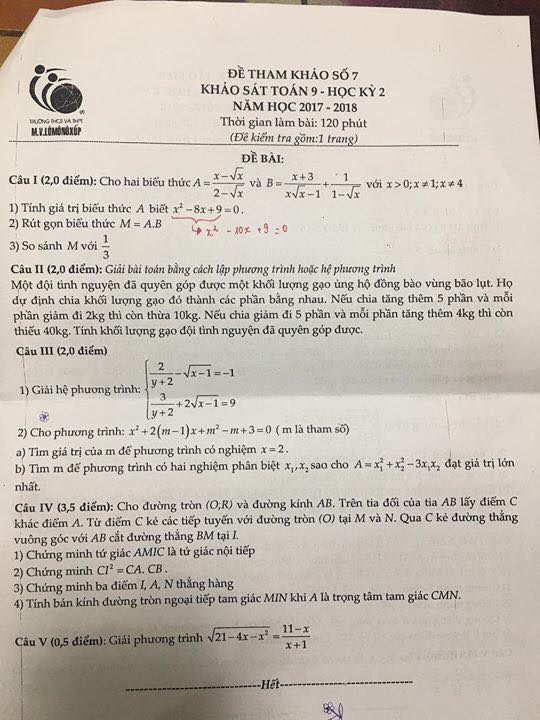 ĐỀ THAM KHẢO SỐ 7
KHẢO SÁT TOÁN 9 - HỌC KỲ 2
NĂM HỌC 2017 - 2018
Thời gian làm bài: 120 phút
(Đề kiểm tra gồm:1 trang)
TRƯỜNG THCS VÀ THPT
M.V.LÔMÔNÔXỐP
ĐỀ BÀI:
Câu I (2,0 điểm): Cho hai biểu thức A = (x−√x)/(2−√x) và B = (x+3)/(x√x−1) + 1/(1−√x) với x > 0; x ≠ 1; x ≠ 4
1) Tính giá trị biểu thức A biết x² − 8x + 9 = 0.
x² − 10x + 9 = 0
2) Rút gọn biểu thức M = A.B
3) So sánh M với 1/3
Câu II (2,0 điểm): Giải bài toán bằng cách lập phương trình hoặc hệ phương trình
Một đội tình nguyện đã quyên góp được một khối lượng gạo ủng hộ đồng bào vùng bão lụt. Họ
dự định chia khối lượng gạo đó thành các phần bằng nhau. Nếu chia tăng thêm 5 phần và mỗi
phần giảm đi 2kg thì còn thừa 10kg. Nếu chia giảm đi 5 phần và mỗi phần tăng thêm 4kg thì còn
thiếu 40kg. Tính khối lượng gạo đội tình nguyện đã quyên góp được.
Câu III (2,0 điểm)
1) Giải hệ phương trình: { 2/(y+2) − √(x−1) = −1
3/(y+2) + 2√(x−1) = 9
2) Cho phương trình: x² + 2(m−1)x + m² − m + 3 = 0 ( m là tham số)
a) Tìm giá trị của m để phương trình có nghiệm x = 2.
b) Tìm m để phương trình có hai nghiệm phân biệt x₁, x₂ sao cho A = x₁² + x₂² − 3x₁x₂ đạt giá trị lớn
nhất.
Câu IV (3,5 điểm): Cho đường tròn (O;R) và đường kính AB. Trên tia đối của tia AB lấy điểm C
khác điểm A. Từ điểm C kẻ các tiếp tuyến với đường tròn (O) tại M và N. Qua C kẻ đường thẳng
vuông góc với AB cắt đường thẳng BM tại I.
1) Chứng minh tứ giác AMIC là tứ giác nội tiếp
2) Chứng minh CI² = CA. CB.
3) Chứng minh ba điểm I, A, N thẳng hàng
4) Tính bán kính đường tròn ngoại tiếp tam giác MIN khi A là trọng tâm tam giác CMN.
Câu V (0,5 điểm): Giải phương trình √(21−4x−x²) = (11−x)/(x+1)
Hết